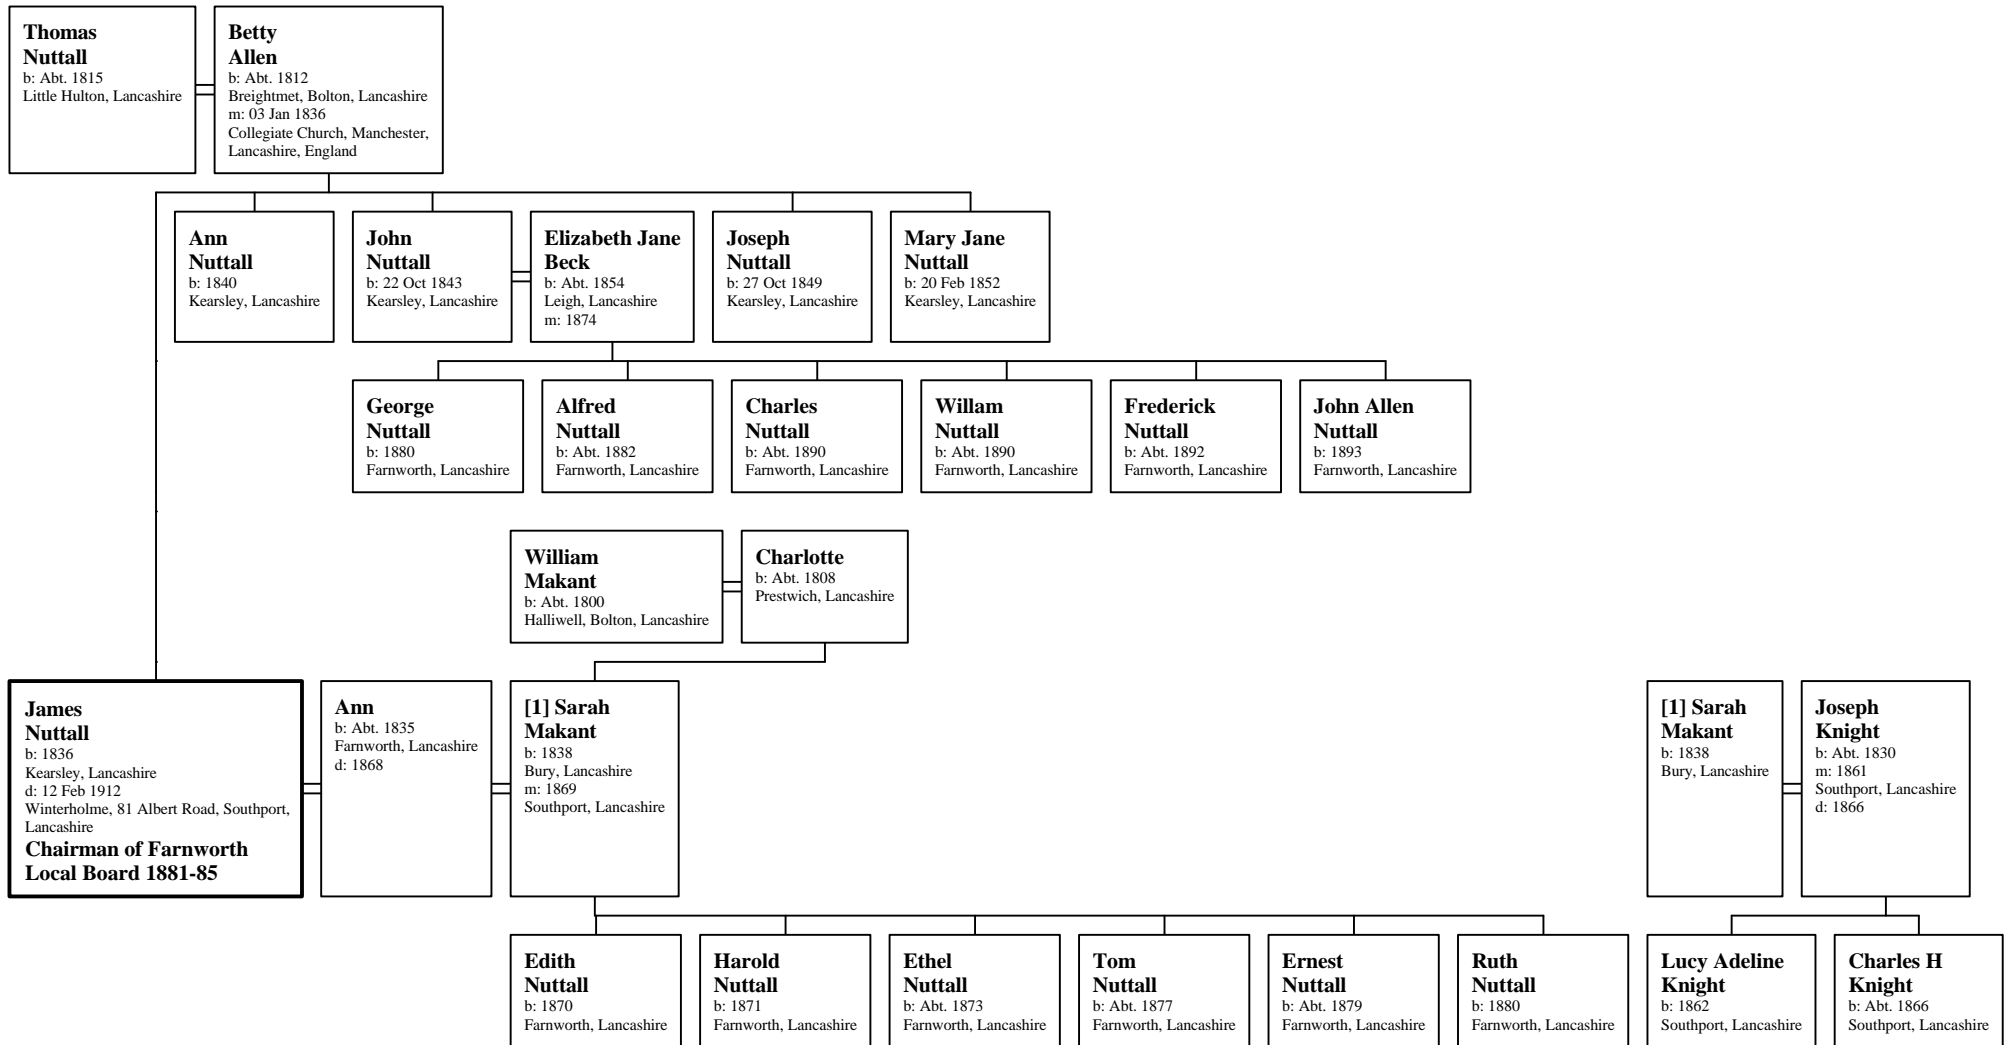 Thomas
Nuttall
b: Abt. 1815
Little Hulton, Lancashire
Betty
Allen
b: Abt. 1812
Breightmet, Bolton, Lancashire
m: 03 Jan 1836
Collegiate Church, Manchester,
Lancashire, England
Ann
Nuttall
b: 1840
Kearsley, Lancashire
John
Nuttall
b: 22 Oct 1843
Kearsley, Lancashire
Elizabeth Jane
Beck
b: Abt. 1854
Leigh, Lancashire
m: 1874
Joseph
Nuttall
b: 27 Oct 1849
Kearsley, Lancashire
Mary Jane
Nuttall
b: 20 Feb 1852
Kearsley, Lancashire
George
Nuttall
b: 1880
Farnworth, Lancashire
Alfred
Nuttall
b: Abt. 1882
Farnworth, Lancashire
Charles
Nuttall
b: Abt. 1890
Farnworth, Lancashire
Willam
Nuttall
b: Abt. 1890
Farnworth, Lancashire
Frederick
Nuttall
b: Abt. 1892
Farnworth, Lancashire
John Allen
Nuttall
b: 1893
Farnworth, Lancashire
William
Makant
b: Abt. 1800
Halliwell, Bolton, Lancashire
Charlotte
b: Abt. 1808
Prestwich, Lancashire
James
Nuttall
b: 1836
Kearsley, Lancashire
d: 12 Feb 1912
Winterholme, 81 Albert Road, Southport,
Lancashire
Chairman of Farnworth
Local Board 1881-85
Ann
b: Abt. 1835
Farnworth, Lancashire
d: 1868
[1] Sarah
Makant
b: 1838
Bury, Lancashire
m: 1869
Southport, Lancashire
[1] Sarah
Makant
b: 1838
Bury, Lancashire
Joseph
Knight
b: Abt. 1830
m: 1861
Southport, Lancashire
d: 1866
Edith
Nuttall
b: 1870
Farnworth, Lancashire
Harold
Nuttall
b: 1871
Farnworth, Lancashire
Ethel
Nuttall
b: Abt. 1873
Farnworth, Lancashire
Tom
Nuttall
b: Abt. 1877
Farnworth, Lancashire
Ernest
Nuttall
b: Abt. 1879
Farnworth, Lancashire
Ruth
Nuttall
b: 1880
Farnworth, Lancashire
Lucy Adeline
Knight
b: 1862
Southport, Lancashire
Charles H
Knight
b: Abt. 1866
Southport, Lancashire